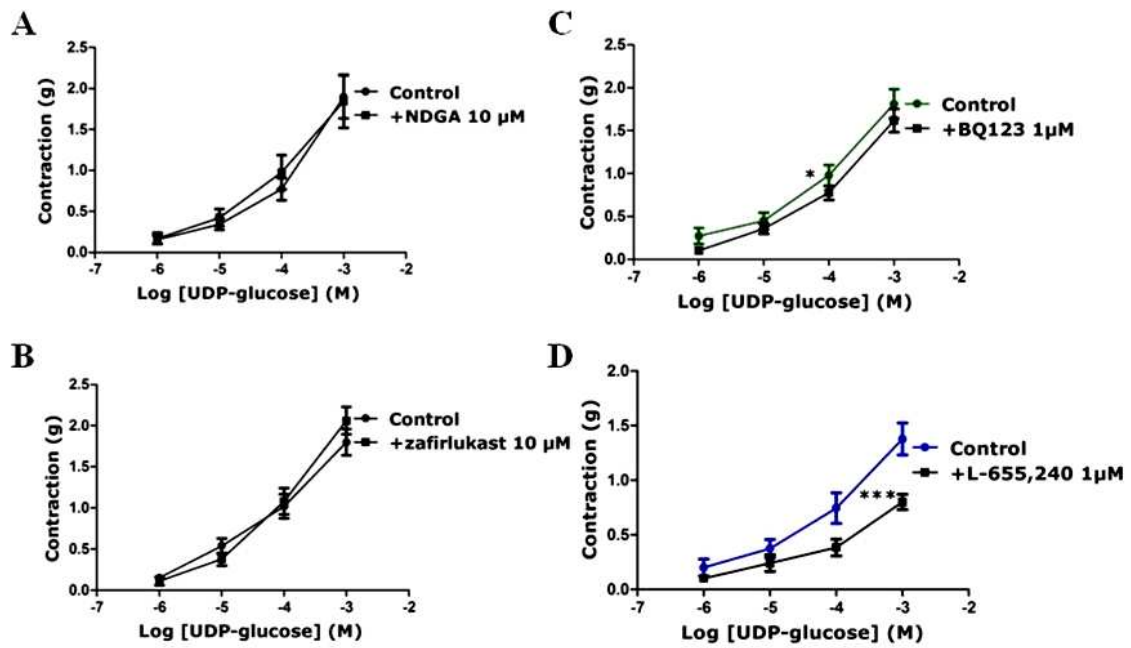 A
2.5
2.0
1.5
1.0
0.5
0.0
-7 -6 -5 -4 -3 -2
Contraction (g)
Log [UDP-glucose] (M)
Control
+NDGA 10 µM
C
2.5
2.0
1.5
1.0
0.5
0.0
-7 -6 -5 -4 -3 -2
Contraction (g)
Log [UDP-glucose] (M)
*
Control
+BQ123 1µM
B
2.5
2.0
1.5
1.0
0.5
0.0
-7 -6 -5 -4 -3 -2
Contraction (g)
Log [UDP-glucose] (M)
Control
+zafirlukast 10 µM
D
2.0
1.5
1.0
0.5
0.0
-7 -6 -5 -4 -3 -2
Contraction (g)
Log [UDP-glucose] (M)
***
Control
+L-655,240 1µM